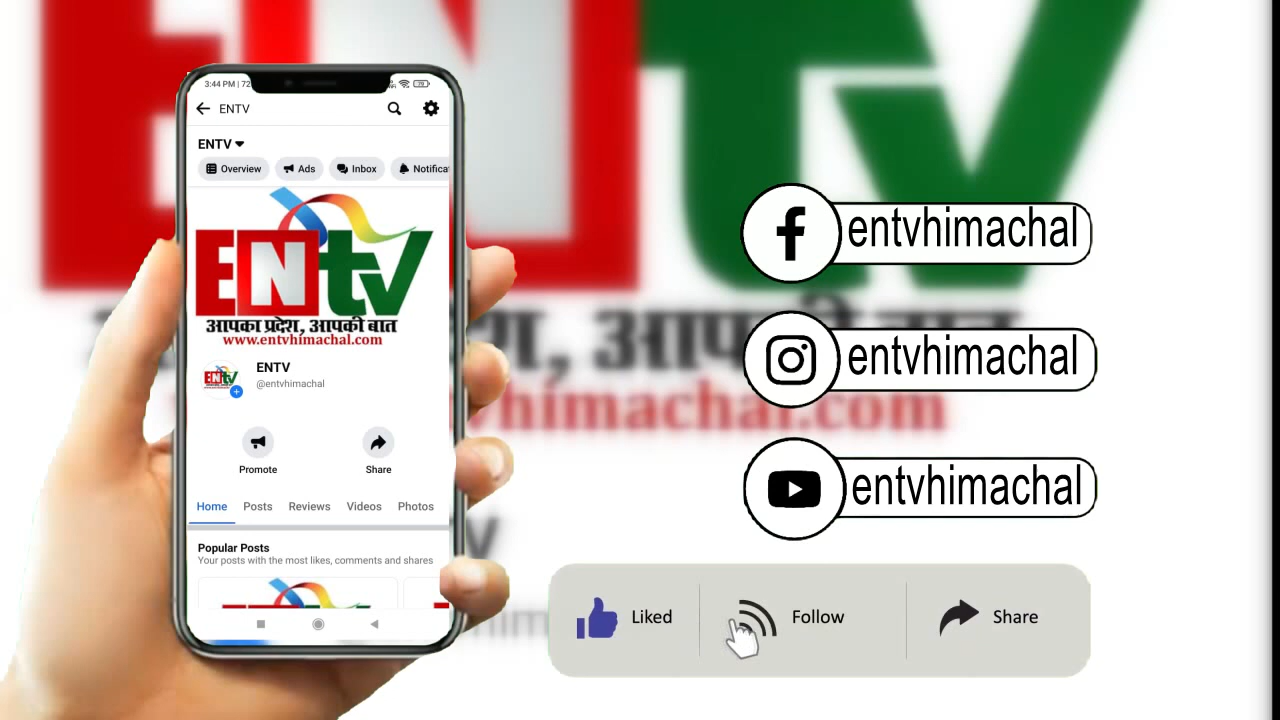 3:44 PM | 72
ENTV
ENTV
Overview
Ads
Inbox
Notifica
ENtv
आपका प्रदेश, आपकी बात
www.entvhimachal.com
ENTV
@entvhimachal
Promote
Share
Home
Posts
Reviews
Videos
Photos
Popular Posts
Your posts with the most likes, comments and shares
entvhimachal
entvhimachal
entvhimachal
Liked
Follow
Share